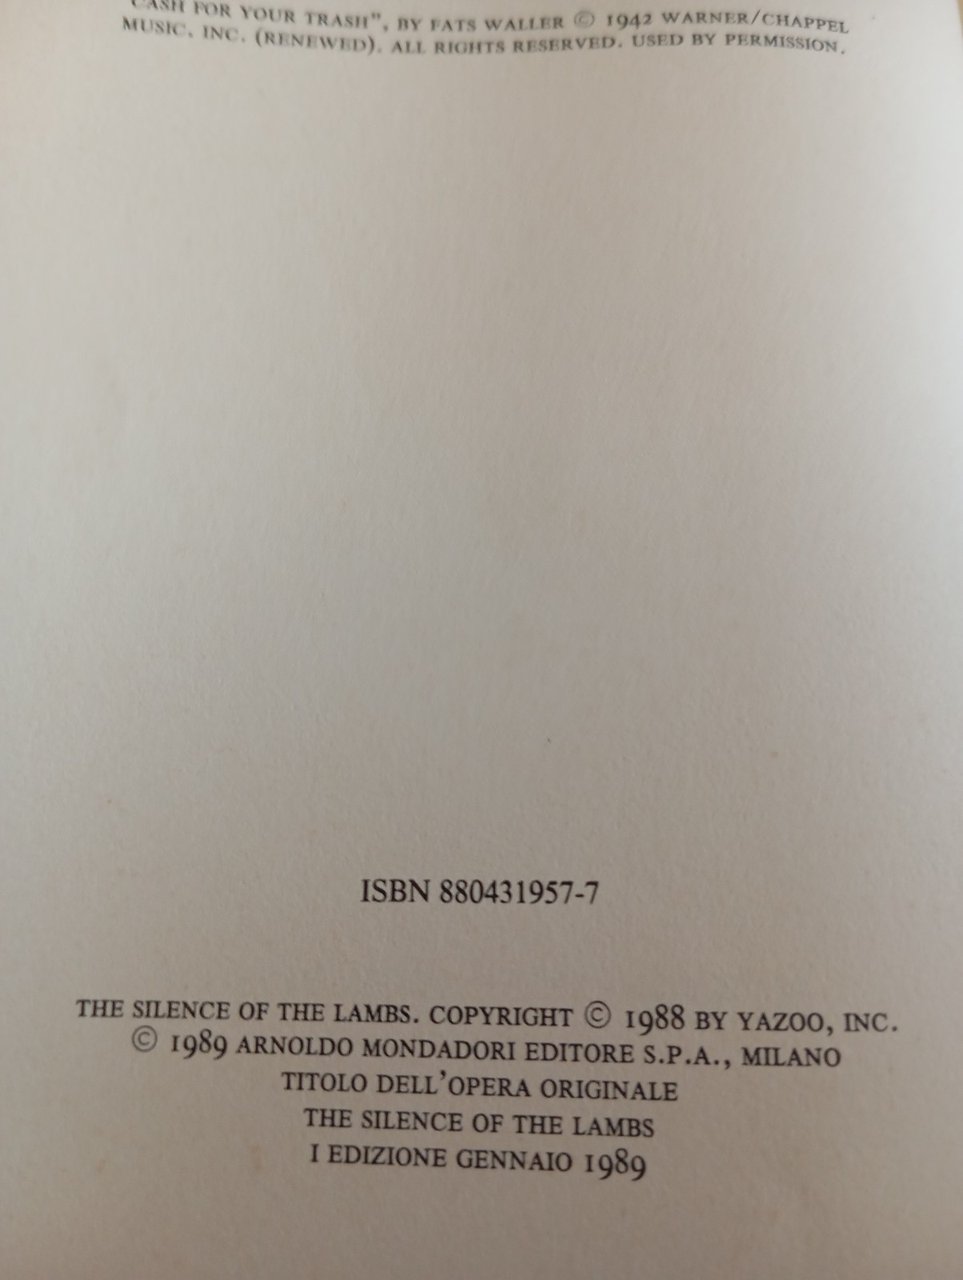 CASH FOR YOUR TRASH", BY FATS WALLER © 1942 WARNER/CHAPPEL
MUSIC, INC. (RENEWED). ALL RIGHTS RESERVED. USED BY PERMISSION.
ISBN 880431957-7
THE SILENCE OF THE LAMBS. COPYRIGHT © 1988 BY YAZOO, INC.
© 1989 ARNOLDO MONDADORI EDITORE S.P.A., MILANO
TITOLO DELL'OPERA ORIGINALE
THE SILENCE OF THE LAMBS
I EDIZIONE GENNAIO 1989